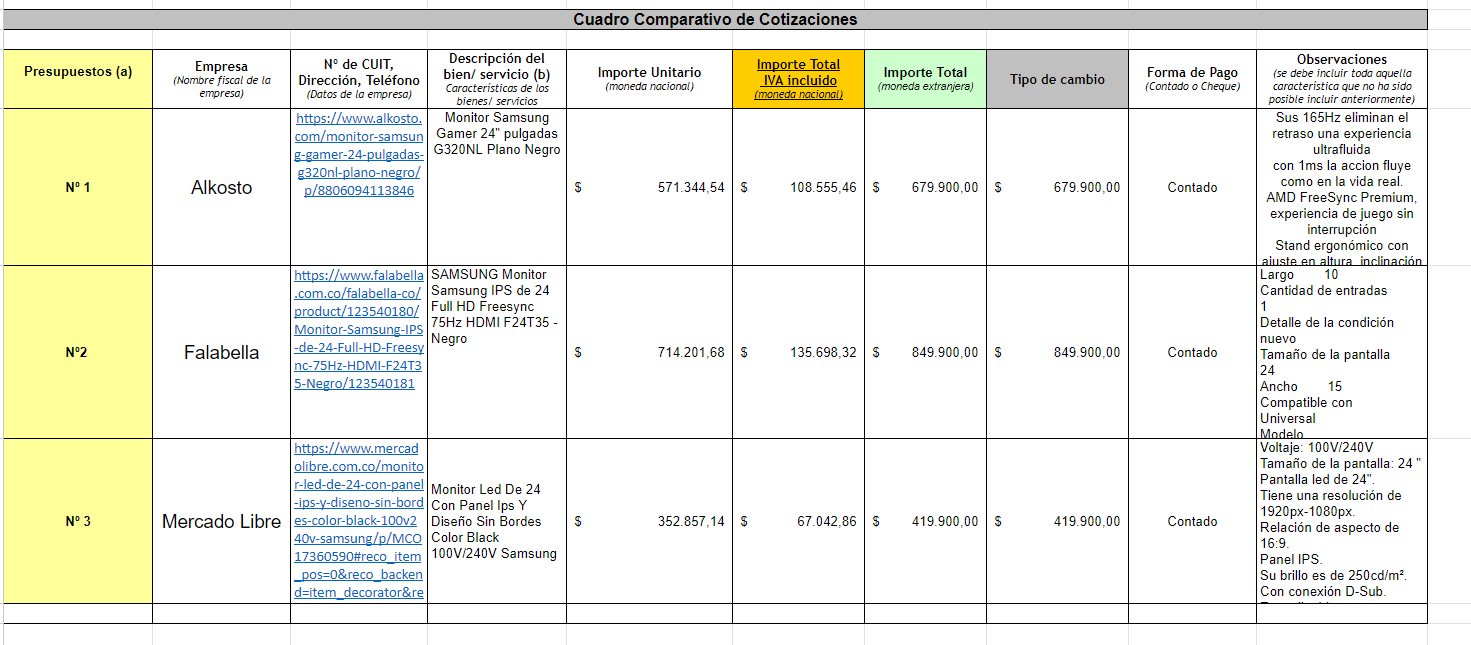 Cuadro Comparativo de Cotizaciones
Presupuestos (a)
Empresa
(Nombre fiscal de la
empresa)
Nº de CUIT,
Dirección, Teléfono
(Datos de la empresa)
Descripción del
bien/ servicio (b)
Características de los
bienes/ servicios
Importe Unitario
(moneda nacional)
Importe Total
IVA incluido
(moneda nacional)
Importe Total
(moneda extranjera)
Tipo de cambio
Forma de Pago
(Contado o Cheque)
Observaciones
(se debe incluir toda aquella
característica que no ha sido
posible incluir anteriormente)
Nº 1
Alkosto
https://www.alkosto.
com/monitor-samsun
g-gamer-24-pulgadas-
g320nl-plano-negro/
p/8806094113846
Monitor Samsung
Gamer 24" pulgadas
G320NL Plano Negro
$ 571.344,54
$ 108.555,46
$ 679.900,00
$ 679.900,00
Contado
Sus 165Hz eliminan el
retraso una experiencia
ultrafluida
con 1ms la accion fluye
como en la vida real.
AMD FreeSync Premium,
experiencia de juego sin
interrupción
Stand ergonómico con
ajuste en altura, inclinación
Nº2
Falabella
https://www.falabella
.com.co/falabella-co/
product/123540180/
Monitor-Samsung-IPS
-de-24-Full-HD-Freesy
nc-75Hz-HDMI-F24T3
5-Negro/123540181
SAMSUNG Monitor
Samsung IPS de 24
Full HD Freesync
75Hz HDMI F24T35 -
Negro
$ 714.201,68
$ 135.698,32
$ 849.900,00
$ 849.900,00
Contado
Largo 10
Cantidad de entradas
1
Detalle de la condición
nuevo
Tamaño de la pantalla
24
Ancho 15
Compatible con
Universal
Modelo
Nº 3
Mercado Libre
https://www.mercad
olibre.com.co/monito
r-led-de-24-con-panel
-ips-y-diseno-sin-bord
es-color-black-100v2
40v-samsung/p/MCO
17360590#reco_item
_pos=0&reco_backen
d=item_decorator&re
Monitor Led De 24
Con Panel Ips Y
Diseño Sin Bordes
Color Black
100V/240V Samsung
$ 352.857,14
$ 67.042,86
$ 419.900,00
$ 419.900,00
Contado
Voltaje: 100V/240V
Tamaño de la pantalla: 24 "
Pantalla led de 24".
Tiene una resolución de
1920px-1080px.
Relación de aspecto de
16:9.
Panel IPS.
Su brillo es de 250cd/m².
Con conexión D-Sub.